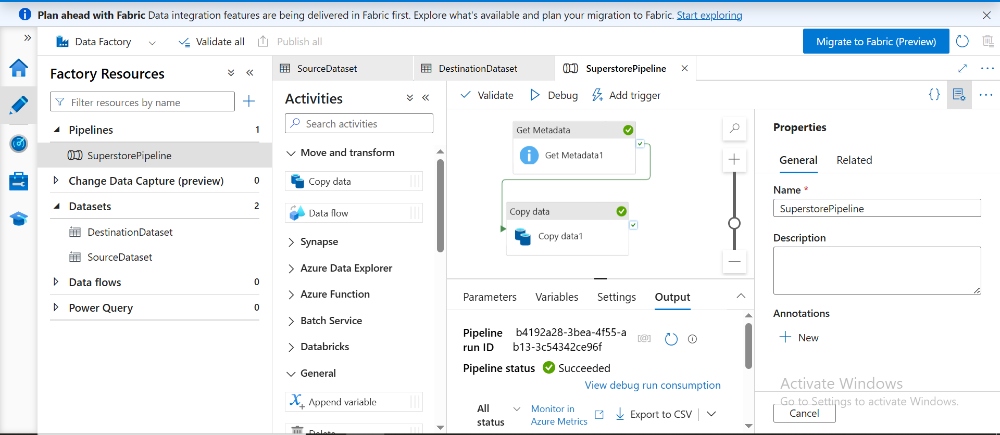 Plan ahead with Fabric Data integration features are being delivered in Fabric first. Explore what's available and plan your migration to Fabric. Start exploring
Data Factory
Validate all
Publish all
Migrate to Fabric (Preview)
Factory Resources
Filter resources by name
Pipelines 1
SuperstorePipeline
Change Data Capture (preview) 0
Datasets 2
DestinationDataset
SourceDataset
Data flows 0
Power Query 0
SourceDataset
DestinationDataset
SuperstorePipeline
Activities
Search activities
Move and transform
Copy data
Data flow
Synapse
Azure Data Explorer
Azure Function
Batch Service
Databricks
General
Append variable
Delete
Validate
Debug
Add trigger
Get Metadata
Get Metadata1
Copy data
Copy data1
Parameters
Variables
Settings
Output
Pipeline run ID
b4192a28-3bea-4f55-a
b13-3c54342ce96f
[@]
Pipeline status Succeeded
View debug run consumption
All status
Monitor in
Azure Metrics
Export to CSV
Properties
General
Related
Name *
SuperstorePipeline
Description
Annotations
New
Activate Windows
Go to Settings to activate Windows.
Cancel